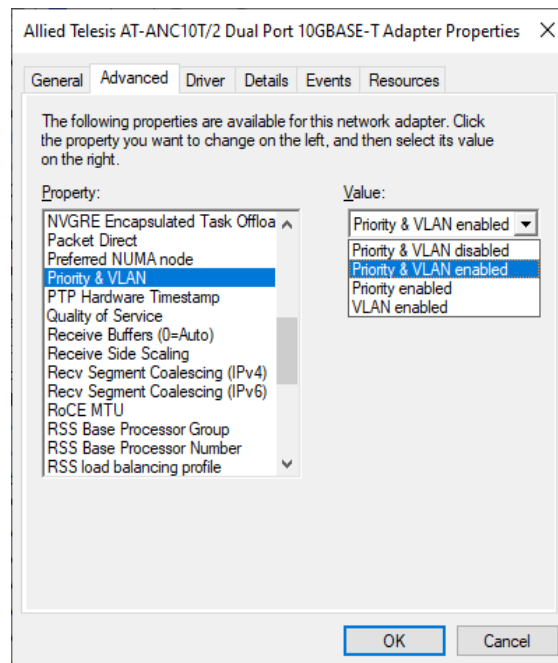 Allied Telesis AT-ANC10T/2 Dual Port 10GBASE-T Adapter Properties
General Advanced Driver Details Events Resources
The following properties are available for this network adapter. Click
the property you want to change on the left, and then select its value
on the right.
Property:
NVGRE Encapsulated Task Offloa
Packet Direct
Preferred NUMA node
Priority & VLAN
PTP Hardware Timestamp
Quality of Service
Receive Buffers (0=Auto)
Receive Side Scaling
Recv Segment Coalescing (IPv4)
Recv Segment Coalescing (IPv6)
RoCE MTU
RSS Base Processor Group
RSS Base Processor Number
RSS load balancing profile
Value:
Priority & VLAN enabled
Priority & VLAN disabled
Priority & VLAN enabled
Priority enabled
VLAN enabled
OK Cancel